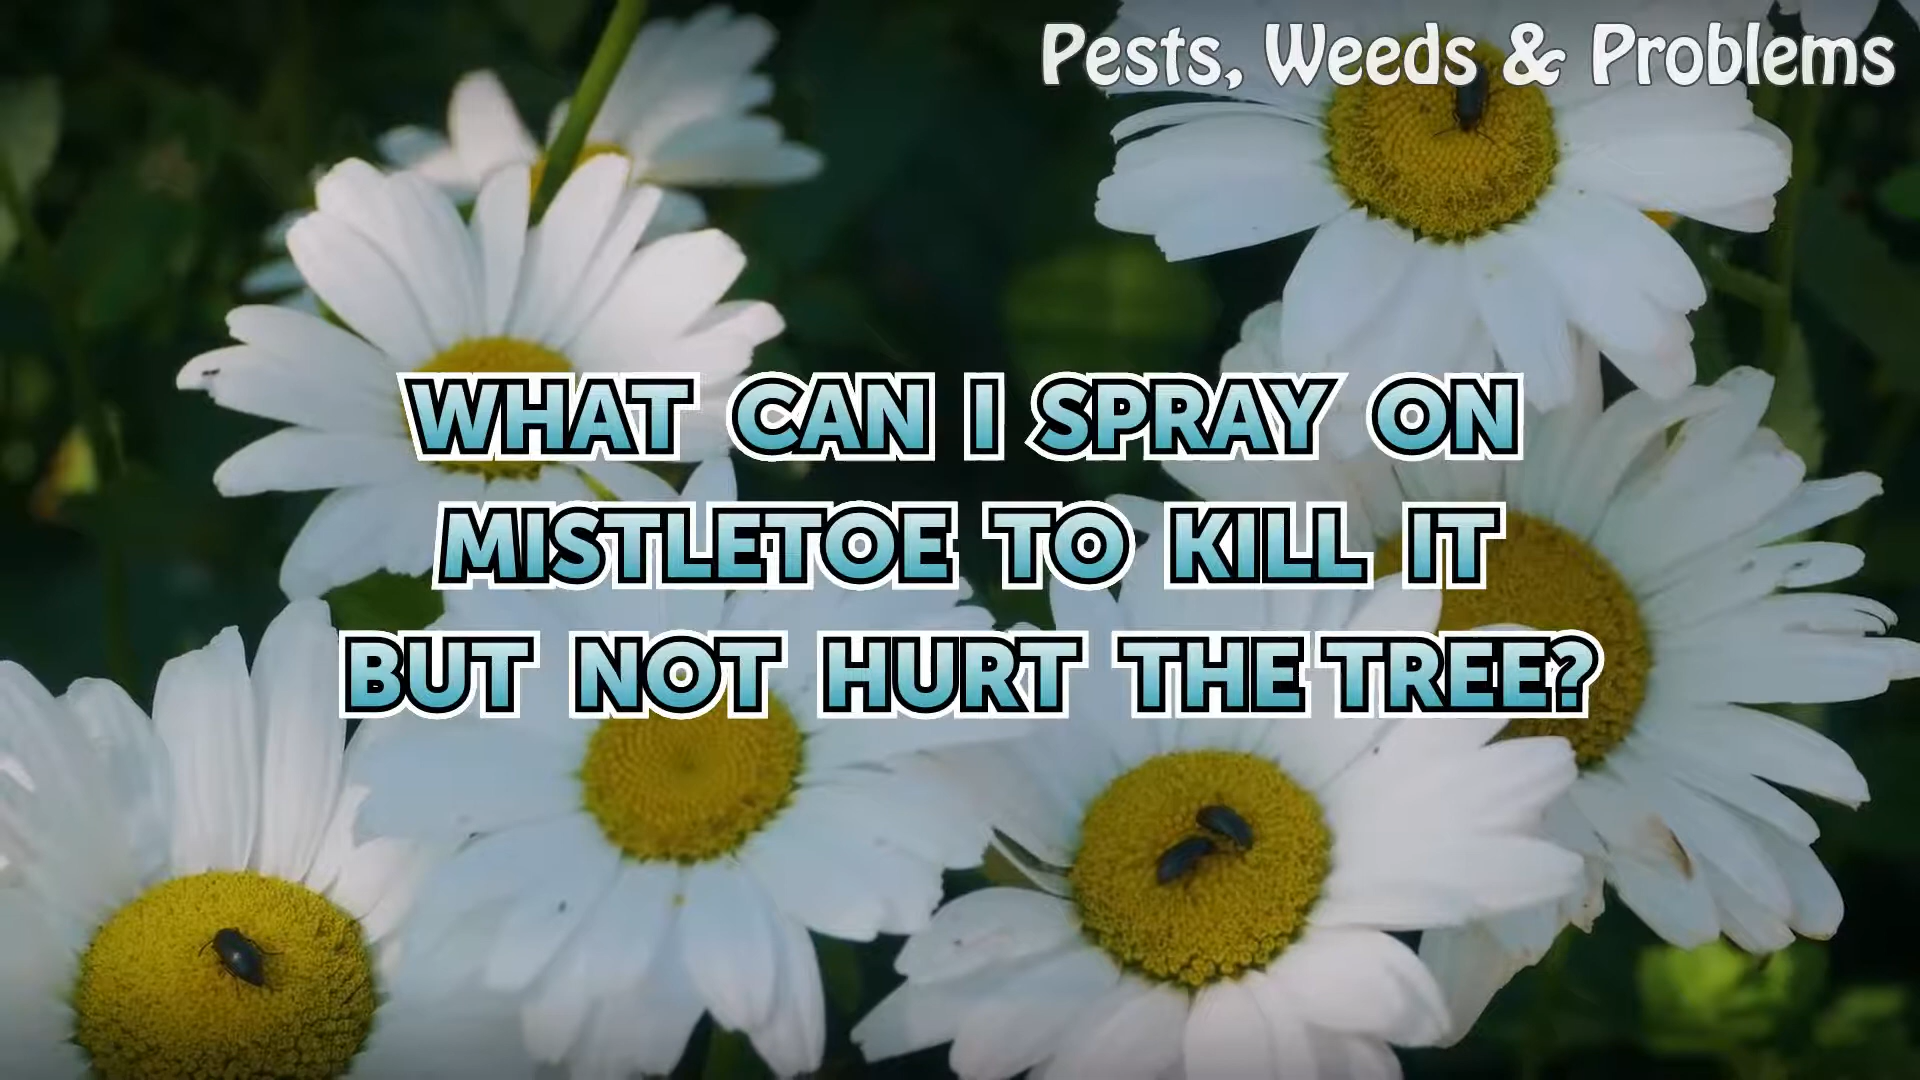 Pests, Weeds & Problems
WHAT CAN I SPRAY ON
MISTLETOE TO KILL IT
BUT NOT HURT THE TREE?